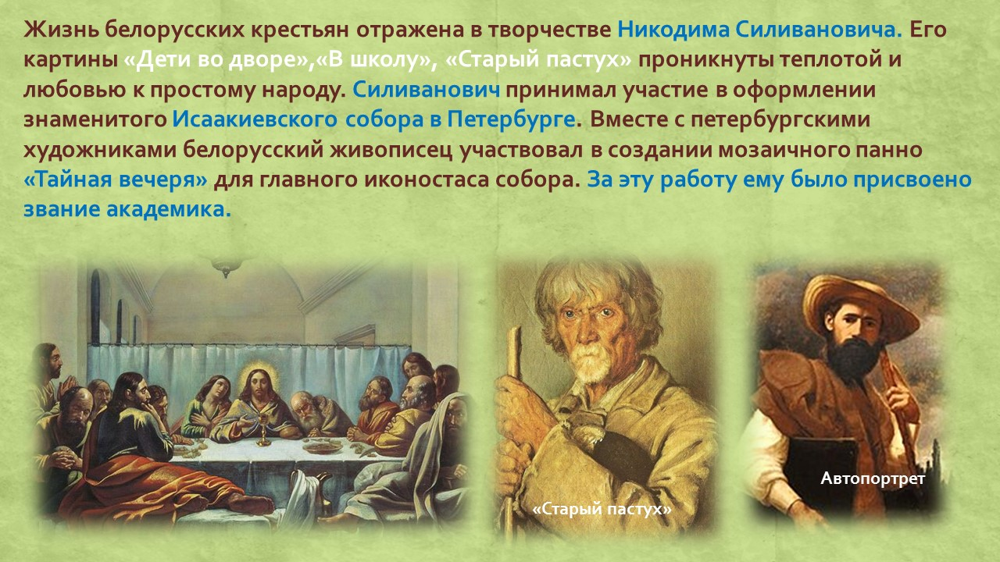 Жизнь белорусских крестьян отражена в творчестве Никодима Силивановича. Его
картины «Дети во дворе»,«В школу», «Старый пастух» проникнуты теплотой и
любовью к простому народу. Силиванович принимал участие в оформлении
знаменитого Исаакиевского собора в Петербурге. Вместе с петербургскими
художниками белорусский живописец участвовал в создании мозаичного панно
«Тайная вечеря» для главного иконостаса собора. За эту работу ему было присвоено
звание академика.
«Старый пастух»
Автопортрет